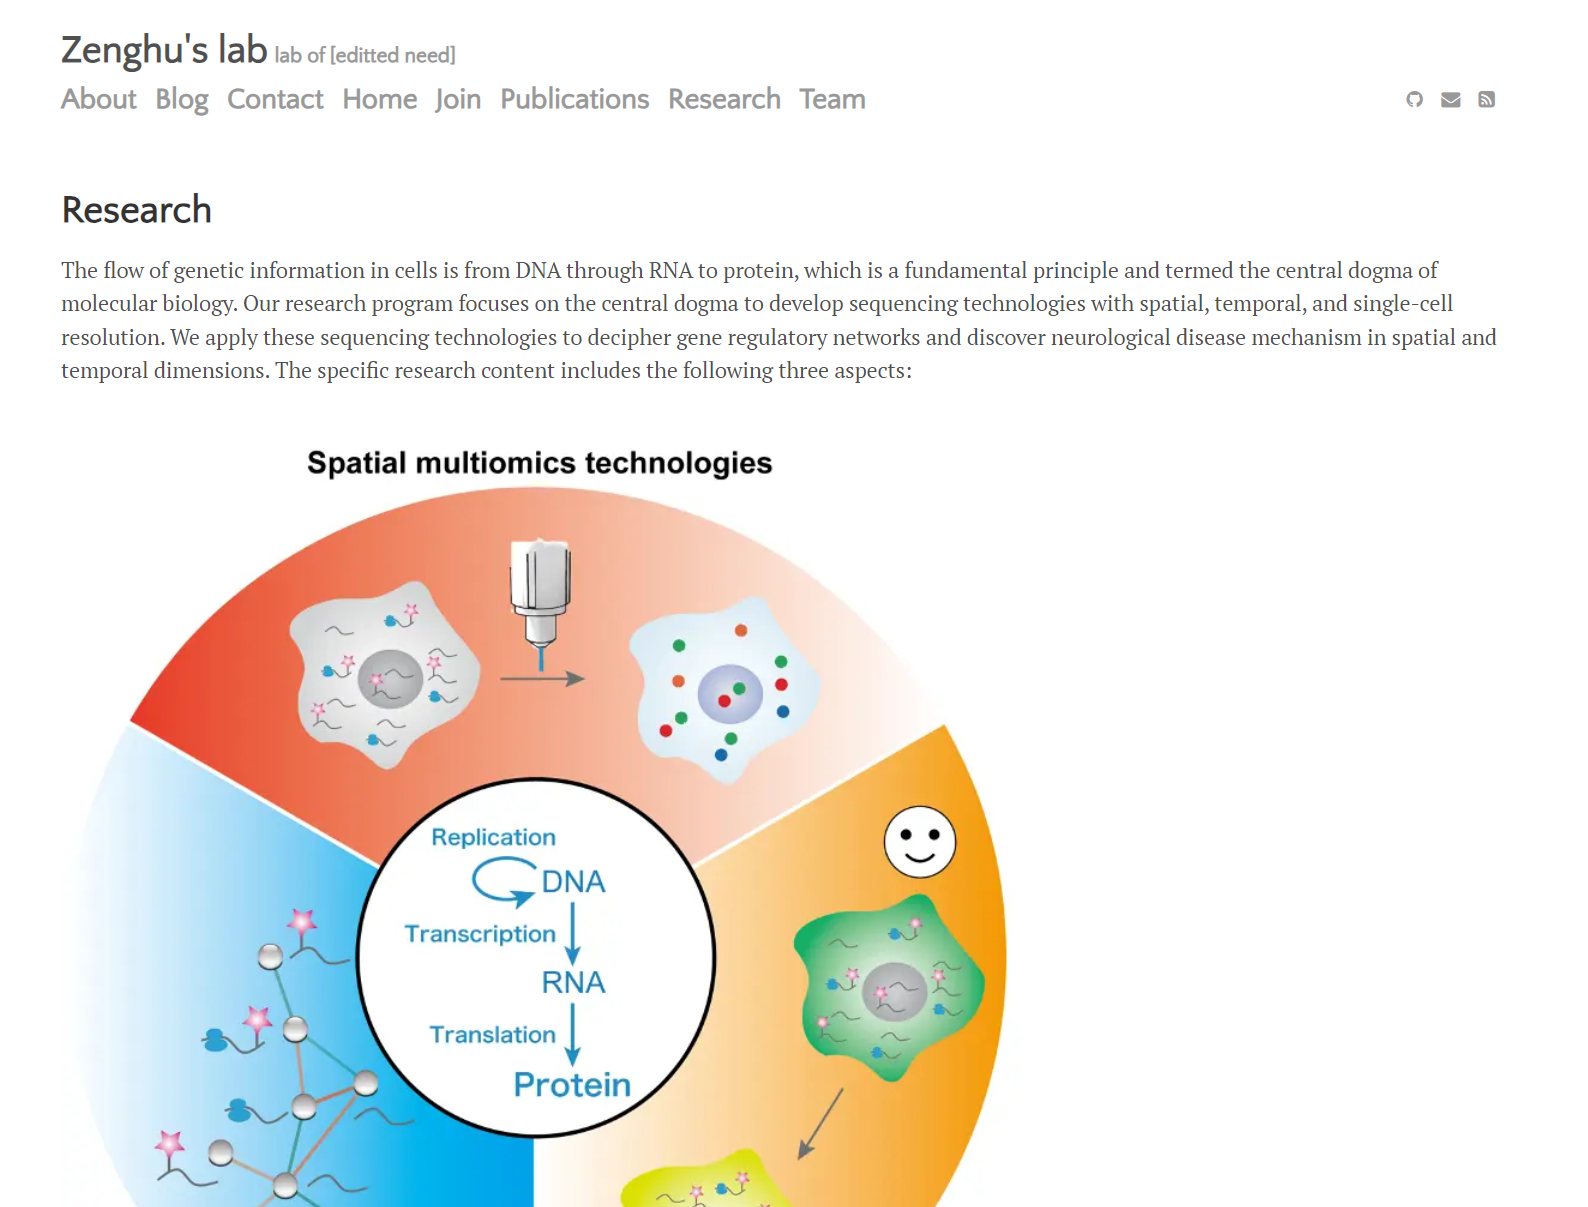 Zenghu's lab lab of [editted need]
About Blog Contact Home Join Publications Research Team
Research
The flow of genetic information in cells is from DNA through RNA to protein, which is a fundamental principle and termed the central dogma of
molecular biology. Our research program focuses on the central dogma to develop sequencing technologies with spatial, temporal, and single-cell
resolution. We apply these sequencing technologies to decipher gene regulatory networks and discover neurological disease mechanism in spatial and
temporal dimensions. The specific research content includes the following three aspects:
Spatial multiomics technologies
Replication
DNA
Transcription
RNA
Translation
Protein